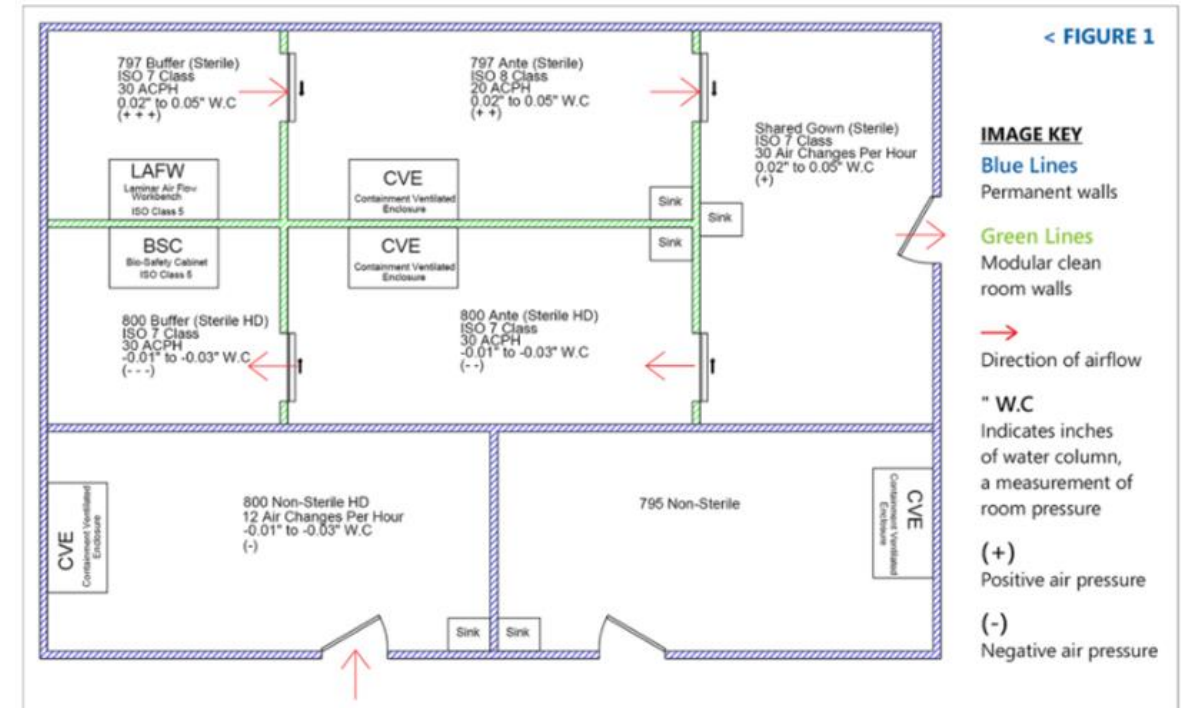 < FIGURE 1
797 Buffer (Sterile)
ISO 7 Class
30 ACPH
0.02" to 0.05" W.C
(+ + +)
797 Ante (Sterile)
ISO 8 Class
20 ACPH
0.02" to 0.05" W.C
(+ +)
Shared Gown (Sterile)
ISO 7 Class
30 Air Changes Per Hour
0.02" to 0.05" W.C
(+)
LAFW
Laminar Air Flow
Workbench
ISO Class 5
CVE
Containment Ventilated
Enclosure
Sink
Sink
Sink
BSC
Bio-Safety Cabinet
ISO Class 5
CVE
Containment Ventilated
Enclosure
800 Buffer (Sterile HD)
ISO 7 Class
30 ACPH
-0.01" to -0.03" W.C
(- - -)
800 Ante (Sterile HD)
ISO 7 Class
30 ACPH
-0.01" to -0.03" W.C
(- -)
CVE
Containment Ventilated
Enclosure
800 Non-Sterile HD
12 Air Changes Per Hour
-0.01" to -0.03" W.C
(-)
795 Non-Sterile
CVE
Containment Ventilated
Enclosure
Sink
Sink
IMAGE KEY
Blue Lines
Permanent walls
Green Lines
Modular clean
room walls
Direction of airflow
" W.C
Indicates inches
of water column,
a measurement of
room pressure
(+)
Positive air pressure
(-)
Negative air pressure